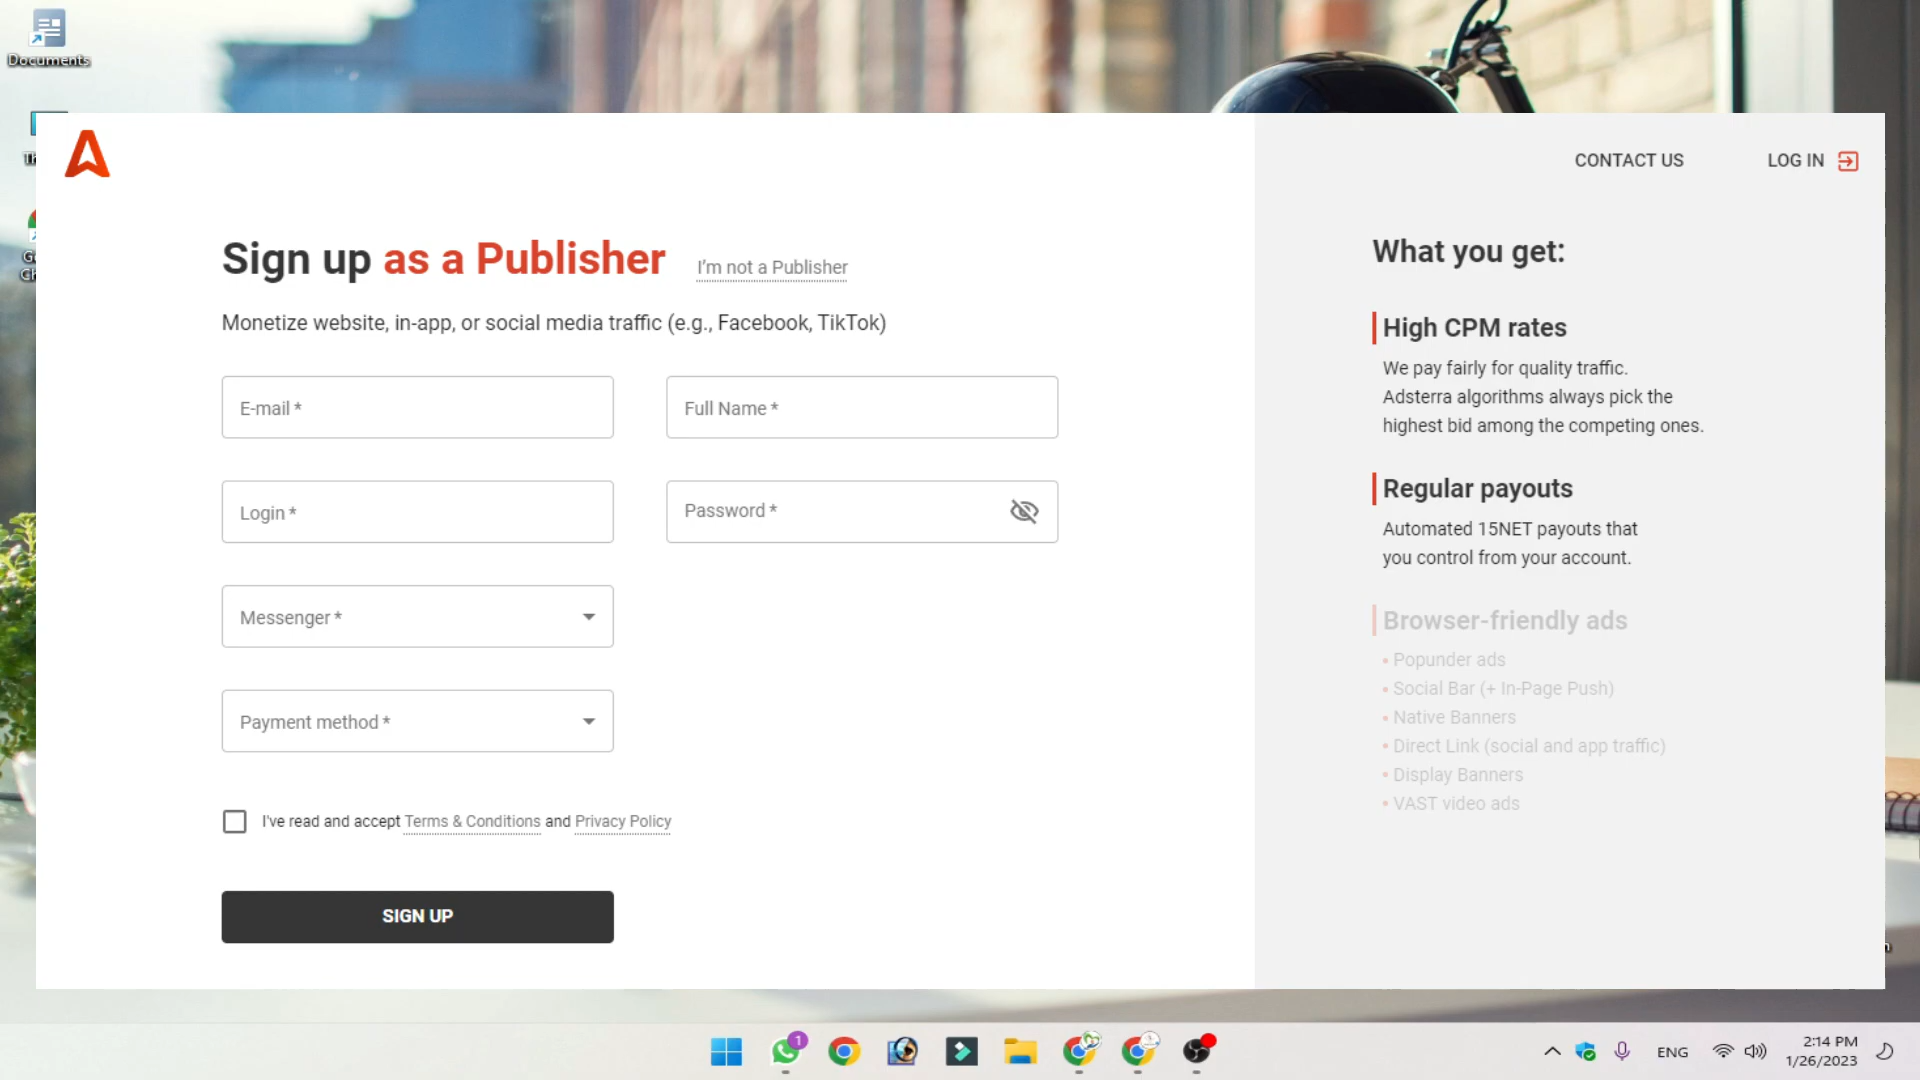 Documents
CONTACT US
LOG IN
Sign up as a Publisher
I'm not a Publisher
Monetize website, in-app, or social media traffic (e.g., Facebook, TikTok)
E-mail *
Full Name *
Login *
Password *
Messenger *
Payment method *
I've read and accept Terms & Conditions and Privacy Policy
SIGN UP
What you get:
High CPM rates
We pay fairly for quality traffic.
Adsterra algorithms always pick the
highest bid among the competing ones.
Regular payouts
Automated 15NET payouts that
you control from your account.
Browser-friendly ads
• Popunder ads
• Social Bar (+ In-Page Push)
• Native Banners
• Direct Link (social and app traffic)
• Display Banners
• VAST video ads
1
ENG
2:14 PM
1/26/2023